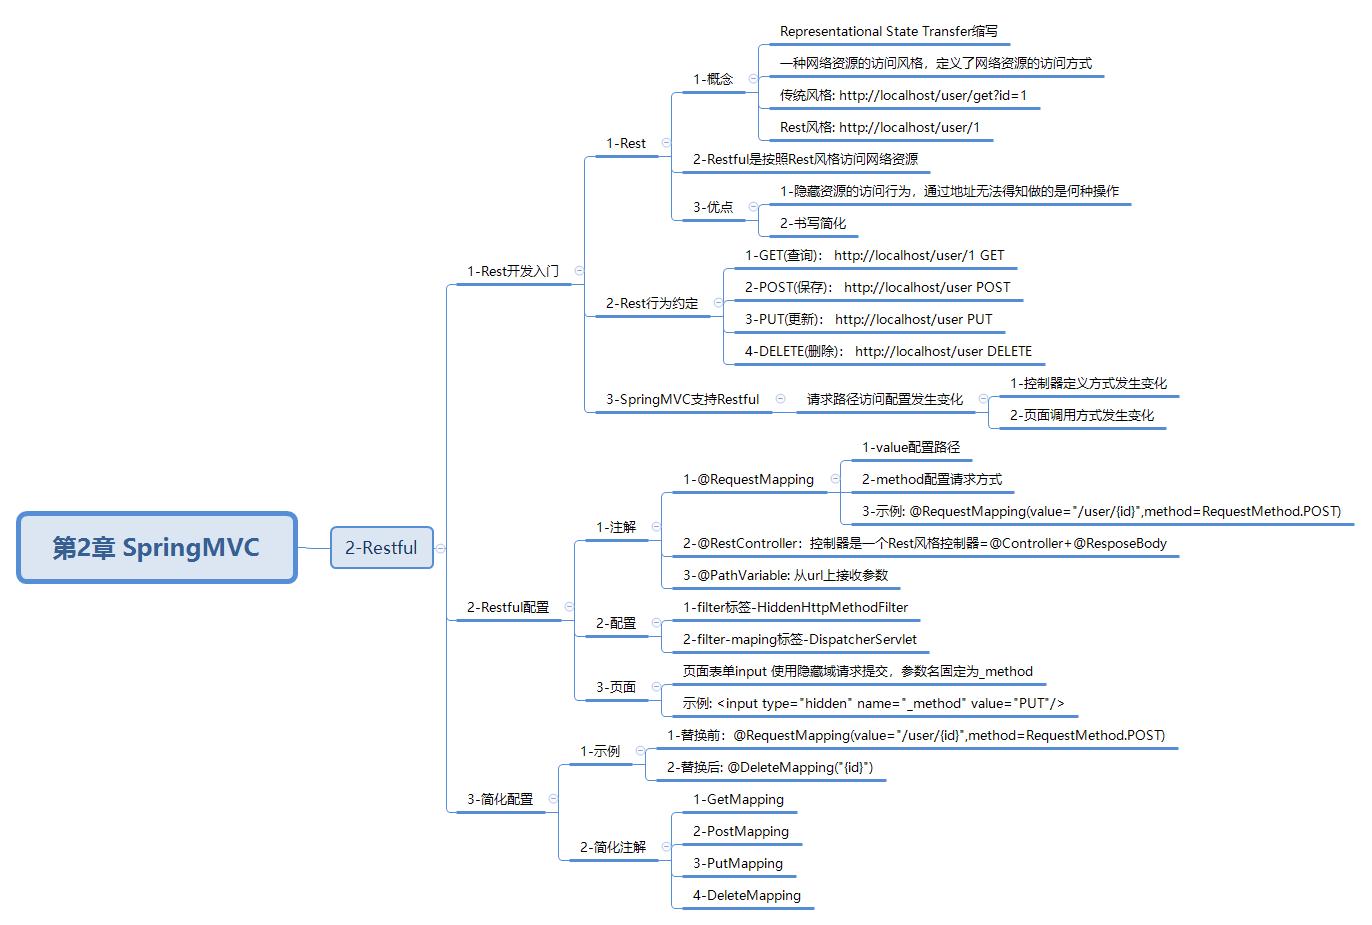 第2章 SpringMVC
2-Restful
1-Rest开发入门
1-Rest
1-概念
Representational State Transfer缩写
一种网络资源的访问风格，定义了网络资源的访问方式
传统风格: http://localhost/user/get?id=1
Rest风格: http://localhost/user/1
2-Restful是按照Rest风格访问网络资源
3-优点
1-隐藏资源的访问行为，通过地址无法得知做的是何种操作
2-书写简化
2-Rest行为约定
1-GET(查询)： http://localhost/user/1 GET
2-POST(保存)： http://localhost/user POST
3-PUT(更新)： http://localhost/user PUT
4-DELETE(删除)： http://localhost/user DELETE
3-SpringMVC支持Restful
请求路径访问配置发生变化
1-控制器定义方式发生变化
2-页面调用方式发生变化
2-Restful配置
1-注解
1-@RequestMapping
1-value配置路径
2-method配置请求方式
3-示例: @RequestMapping(value="/user/{id}",method=RequestMethod.POST)
2-@RestController：控制器是一个Rest风格控制器=@Controller+@ResposeBody
3-@PathVariable: 从url上接收参数
2-配置
1-filter标签-HiddenHttpMethodFilter
2-filter-maping标签-DispatcherServlet
3-页面
页面表单input 使用隐藏域请求提交，参数名固定为_method
示例: <input type="hidden" name="_method" value="PUT"/>
3-简化配置
1-示例
1-替换前：@RequestMapping(value="/user/{id}",method=RequestMethod.POST)
2-替换后: @DeleteMapping("{id}")
2-简化注解
1-GetMapping
2-PostMapping
3-PutMapping
4-DeleteMapping